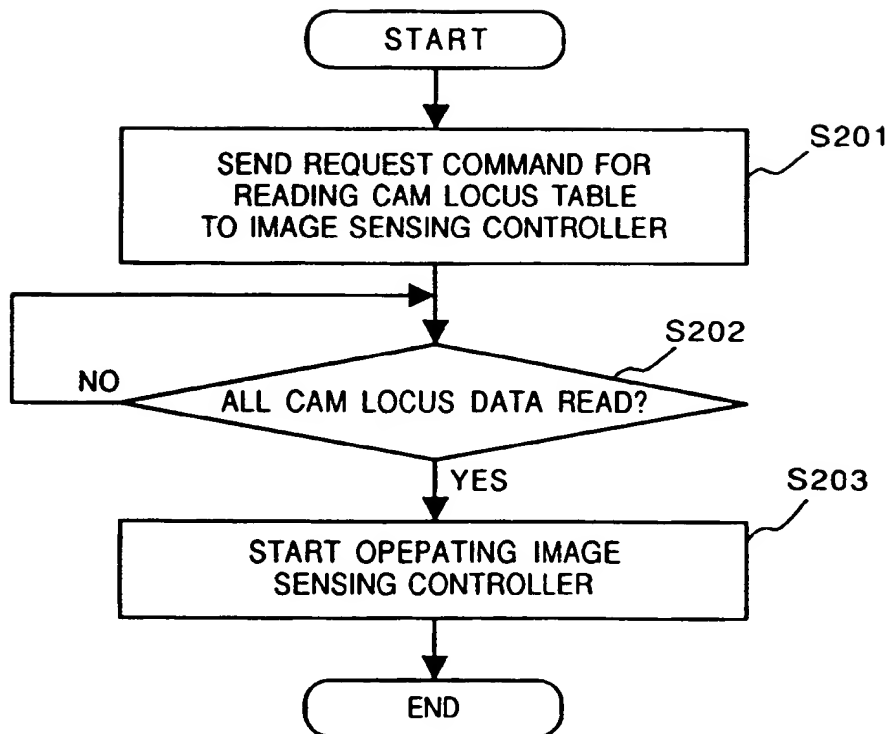 START
S201
SEND REQUEST COMMAND FOR
READING CAM LOCUS TABLE
TO IMAGE SENSING CONTROLLER
S202
NO
ALL CAM LOCUS DATA READ?
YES
S203
START OPEPATING IMAGE
SENSING CONTROLLER
END